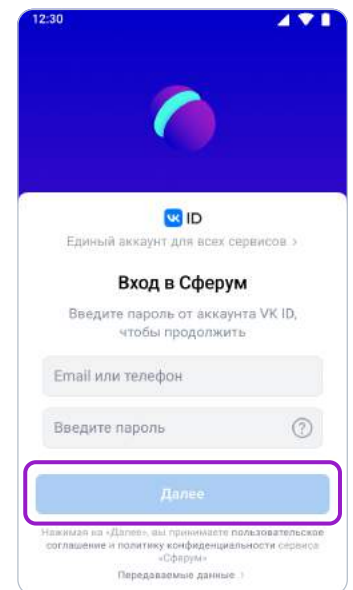 12:30
VK ID
Единый аккаунт для всех сервисов >
Вход в Сферум
Введите пароль от аккаунта VK ID,
чтобы продолжить
Email или телефон
Введите пароль ?
Далее
Нажимая на «Далее», вы принимаете пользовательское
соглашение и политику конфиденциальности сервиса
«Сферум»
Передаваемые данные >